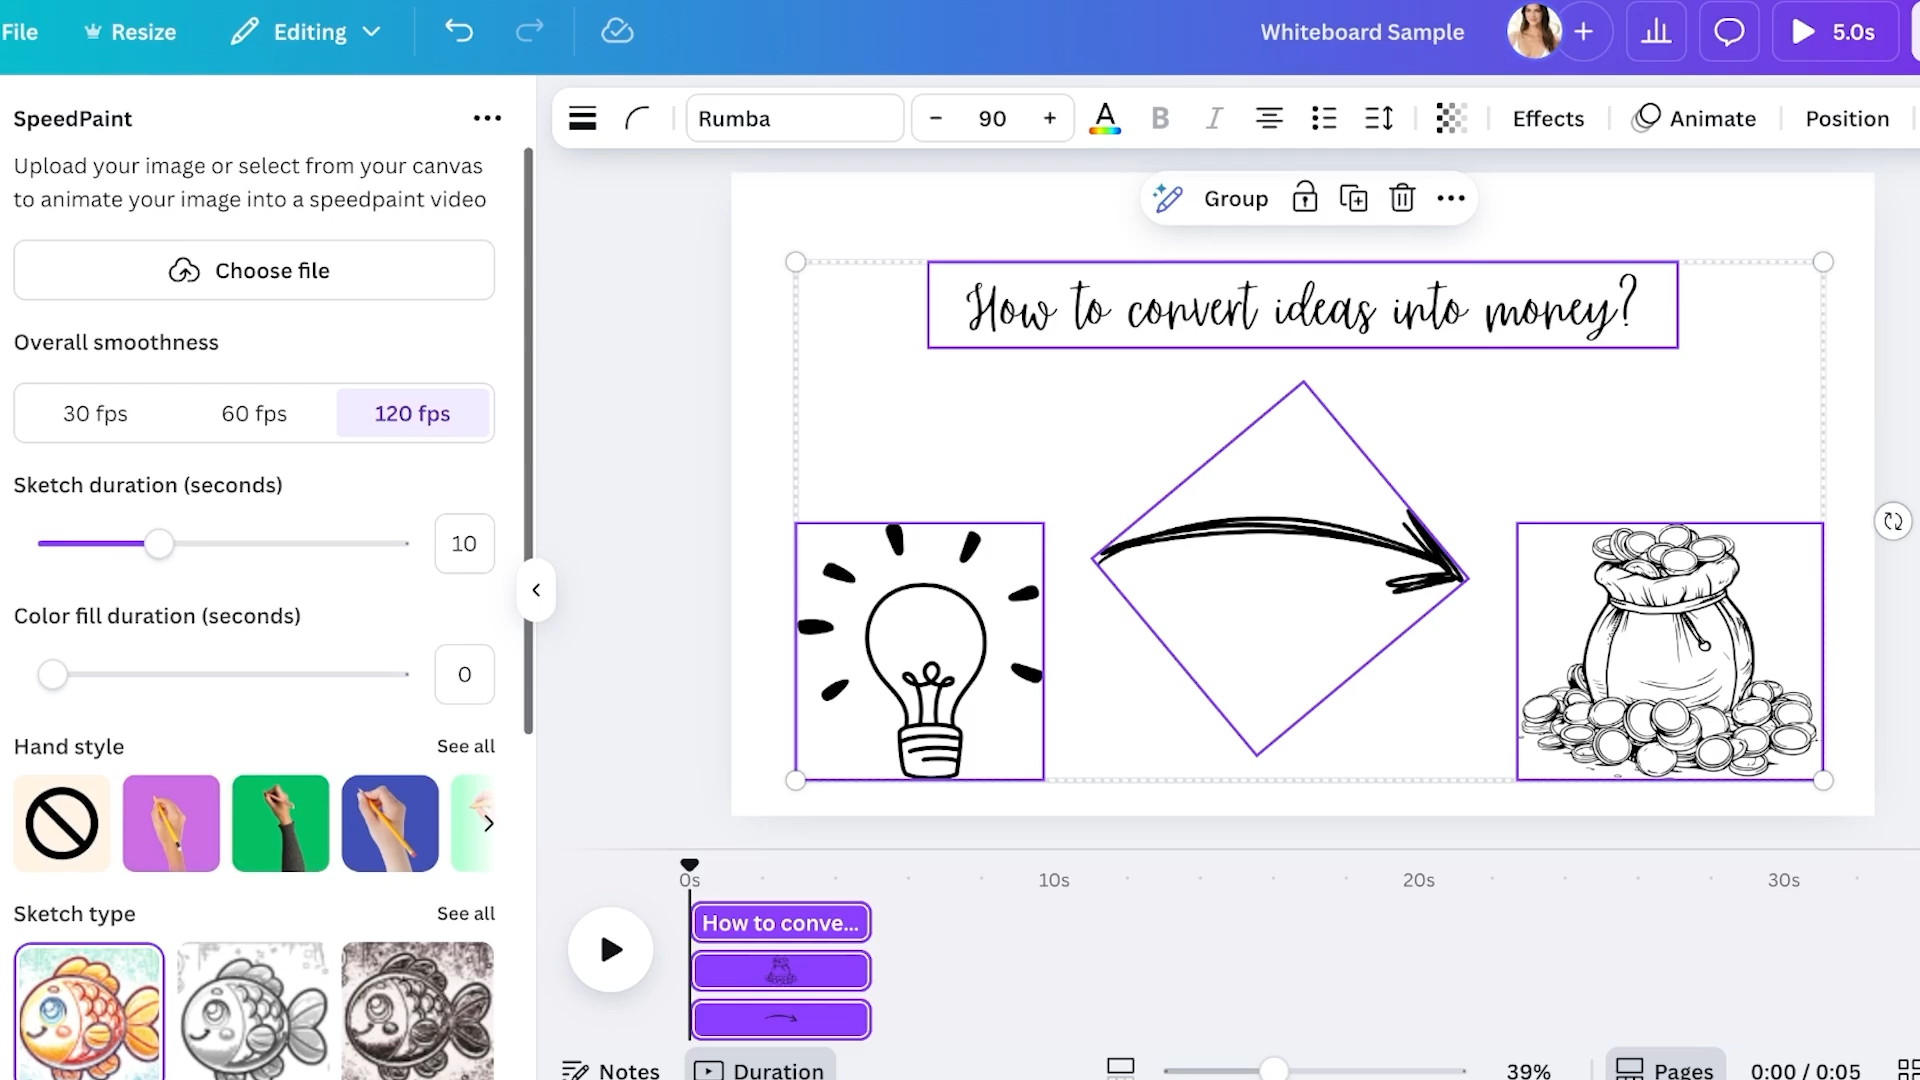 File Resize Editing Whiteboard Sample 5.0s
SpeedPaint
Upload your image or select from your canvas
to animate your image into a speedpaint video
Choose file
Overall smoothness
30 fps 60 fps 120 fps
Sketch duration (seconds)
10
Color fill duration (seconds)
0
Hand style See all
Sketch type See all
Rumba − 90 + A B I Effects Animate Position
Group
How to convert ideas into money?
0s 10s 20s 30s
How to conve...
Notes Duration 39% Pages 0:00 / 0:05